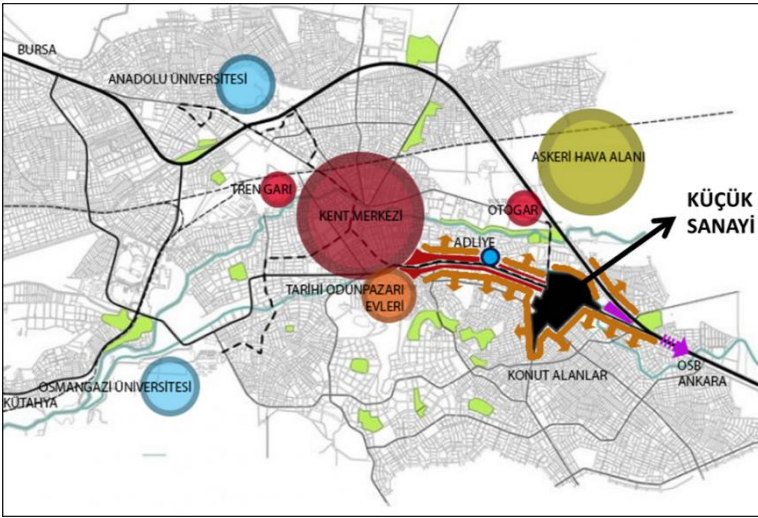 BURSA
ANADOLU ÜNİVERSİTESİ
ASKERİ HAVA ALANI
TREN GARI
KENT MERKEZİ
OTOGAR
KÜÇÜK
SANAYİ
ADLİYE
TARİHİ ODUNPAZARI
EVLERİ
OSMANGAZİ ÜNİVERSİTESİ
KÜTAHYA
KONUT ALANLAR
OSB
ANKARA